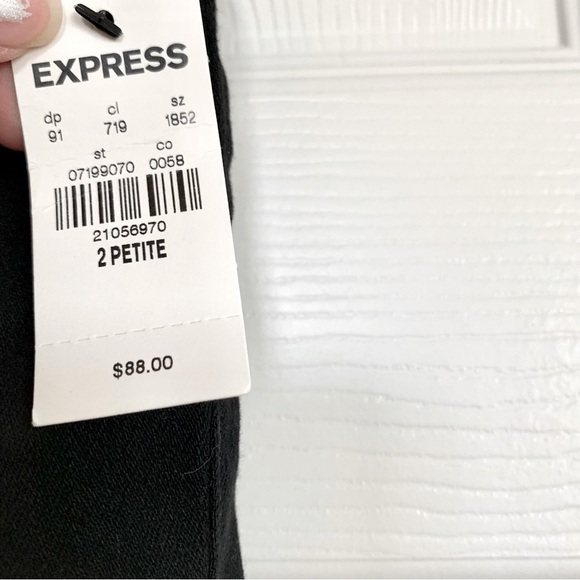 EXPRESS
dp cl sz
91 719 1852
st co
07199070 0058
21056970
2 PETITE
$88.00